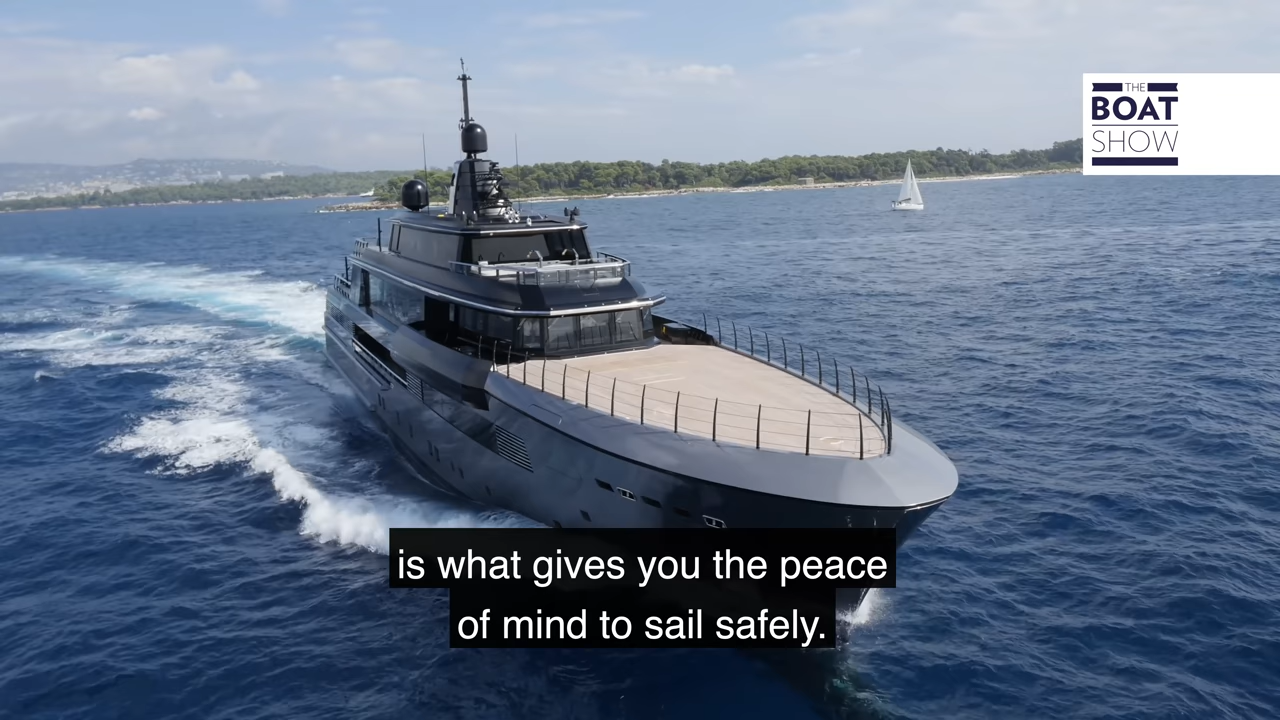 THE
BOAT
SHOW
is what gives you the peace
of mind to sail safely.